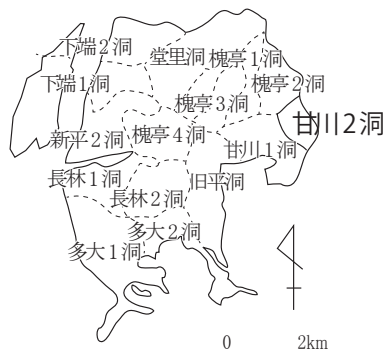 下端2洞
堂里洞
槐亭1洞
下端1洞
槐亭2洞
槐亭3洞
甘川2洞
新平2洞
槐亭4洞
甘川1洞
長林1洞
旧平洞
長林2洞
多大2洞
多大1洞
0 2km